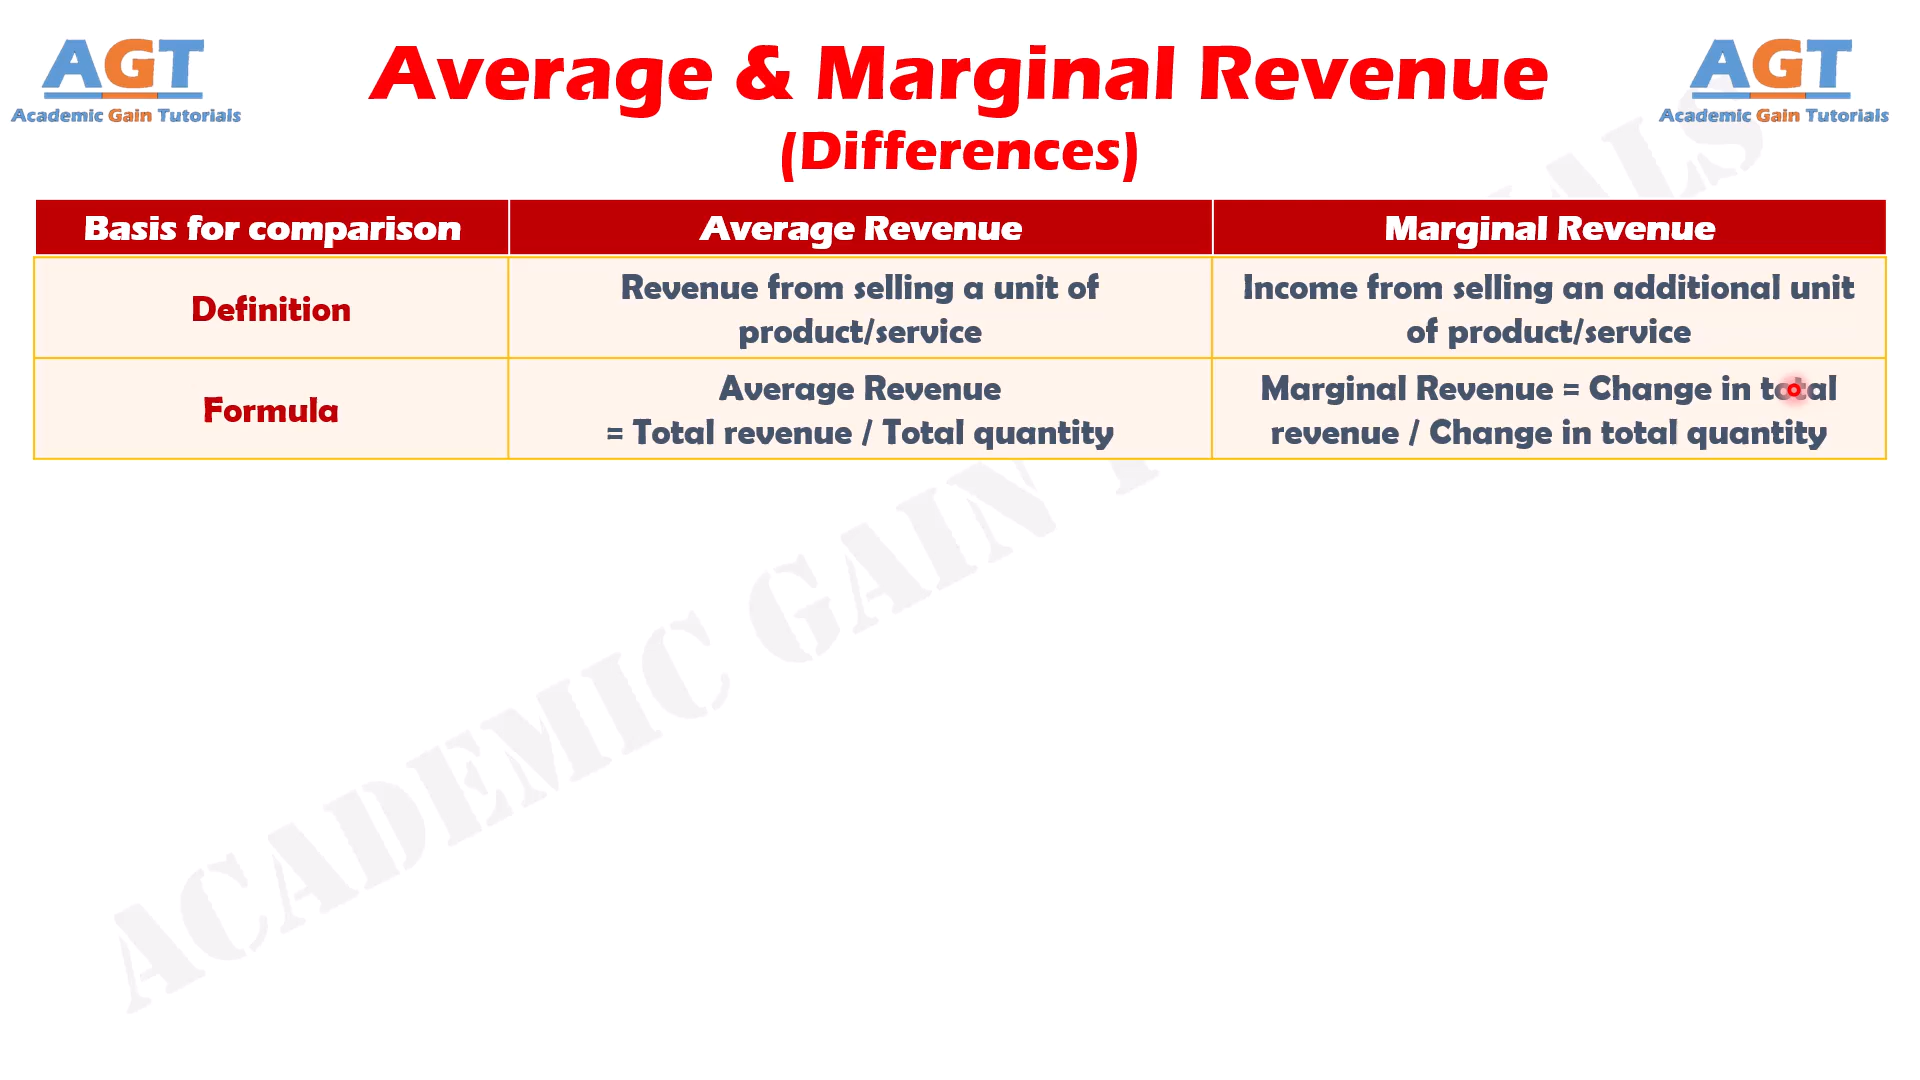 AGT
Academic Gain Tutorials
Average & Marginal Revenue
(Differences)
AGT
Academic Gain Tutorials
Basis for comparison
Average Revenue
Marginal Revenue
Definition
Revenue from selling a unit of
product/service
Income from selling an additional unit
of product/service
Formula
Average Revenue
= Total revenue / Total quantity
Marginal Revenue = Change in total
revenue / Change in total quantity
ACADEMIC GAIN